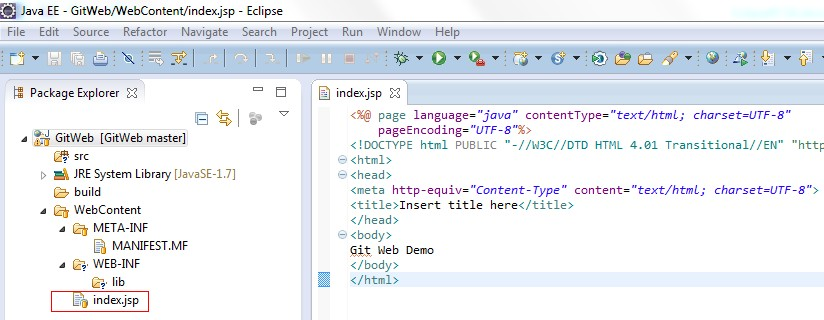 Java EE - GitWeb/WebContent/index.jsp - Eclipse
File Edit Source Refactor Navigate Search Project Run Window Help
Package Explorer
GitWeb [GitWeb master]
src
JRE System Library [JavaSE-1.7]
build
WebContent
META-INF
MANIFEST.MF
WEB-INF
lib
index.jsp
index.jsp
<%@ page language="java" contentType="text/html; charset=UTF-8"
pageEncoding="UTF-8"%>
<!DOCTYPE html PUBLIC "-//W3C//DTD HTML 4.01 Transitional//EN" "http
<html>
<head>
<meta http-equiv="Content-Type" content="text/html; charset=UTF-8">
<title>Insert title here</title>
</head>
<body>
Git Web Demo
</body>
</html>